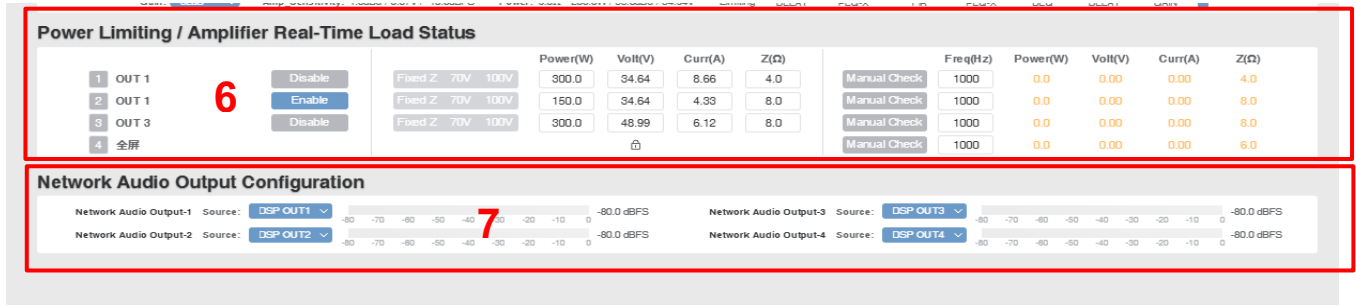 Power Limiting / Amplifier Real-Time Load Status
Power(W) Volt(V) Curr(A) Z(Ω) Freq(Hz) Power(W) Volt(V) Curr(A) Z(Ω)
1 OUT 1 Disable Fixed Z 70V 100V 300.0 34.64 8.66 4.0 Manual Check 1000 0.0 0.00 0.00 4.0
2 OUT 1 Enable Fixed Z 70V 100V 150.0 34.64 4.33 8.0 Manual Check 1000 0.0 0.00 0.00 8.0
3 OUT 3 Disable Fixed Z 70V 100V 300.0 48.99 6.12 8.0 Manual Check 1000 0.0 0.00 0.00 8.0
4 全屏 Manual Check 1000 0.0 0.00 0.00 6.0
6
Network Audio Output Configuration
Network Audio Output-1 Source: DSP OUT1 -80 -70 -60 -50 -40 -30 -20 -10 0 -80.0 dBFS Network Audio Output-3 Source: DSP OUT3 -80 -70 -60 -50 -40 -30 -20 -10 0 -80.0 dBFS
Network Audio Output-2 Source: DSP OUT2 -80 -70 -60 -50 -40 -30 -20 -10 0 -80.0 dBFS Network Audio Output-4 Source: DSP OUT4 -80 -70 -60 -50 -40 -30 -20 -10 0 -80.0 dBFS
7